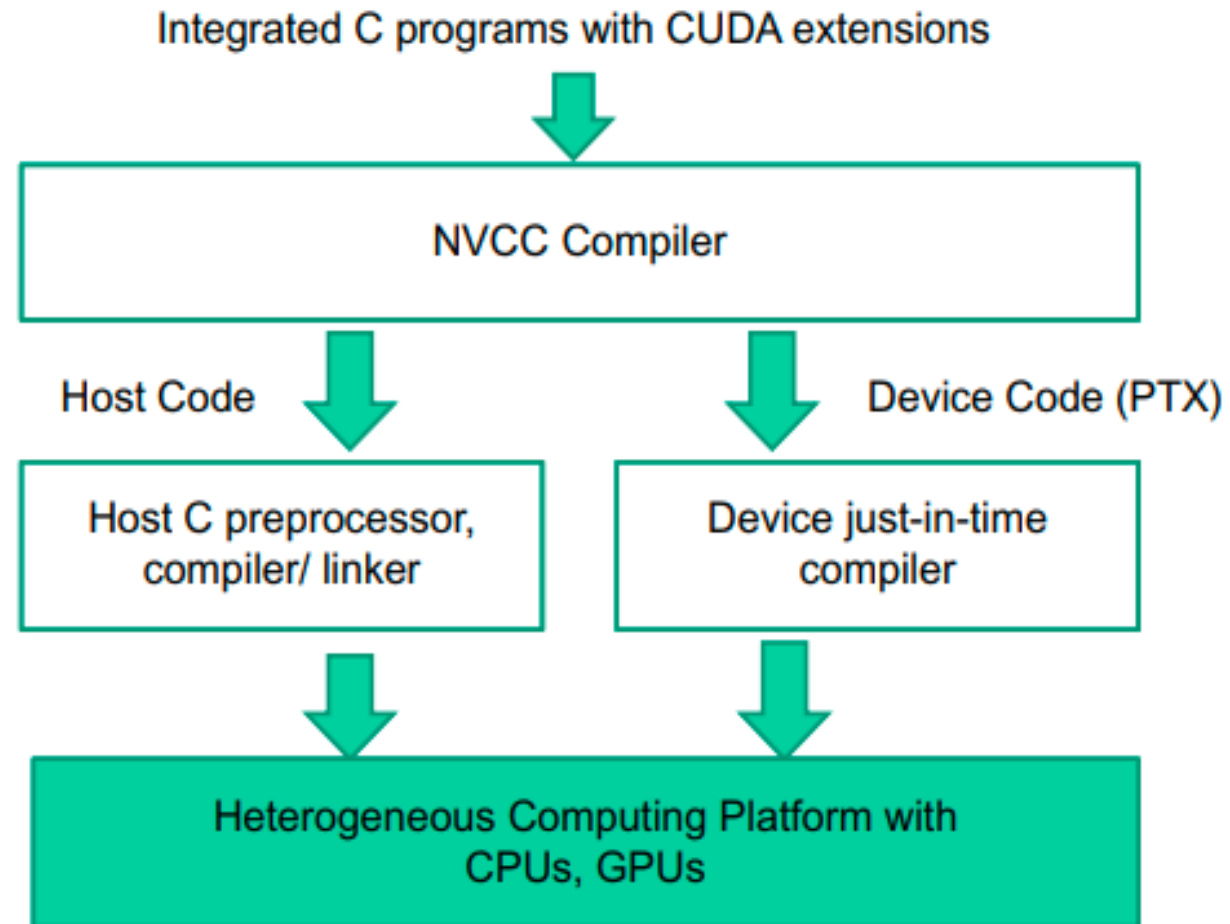 Integrated C programs with CUDA extensions
NVCC Compiler
Host Code
Device Code (PTX)
Host C preprocessor,
compiler/ linker
Device just-in-time
compiler
Heterogeneous Computing Platform with
CPUs, GPUs